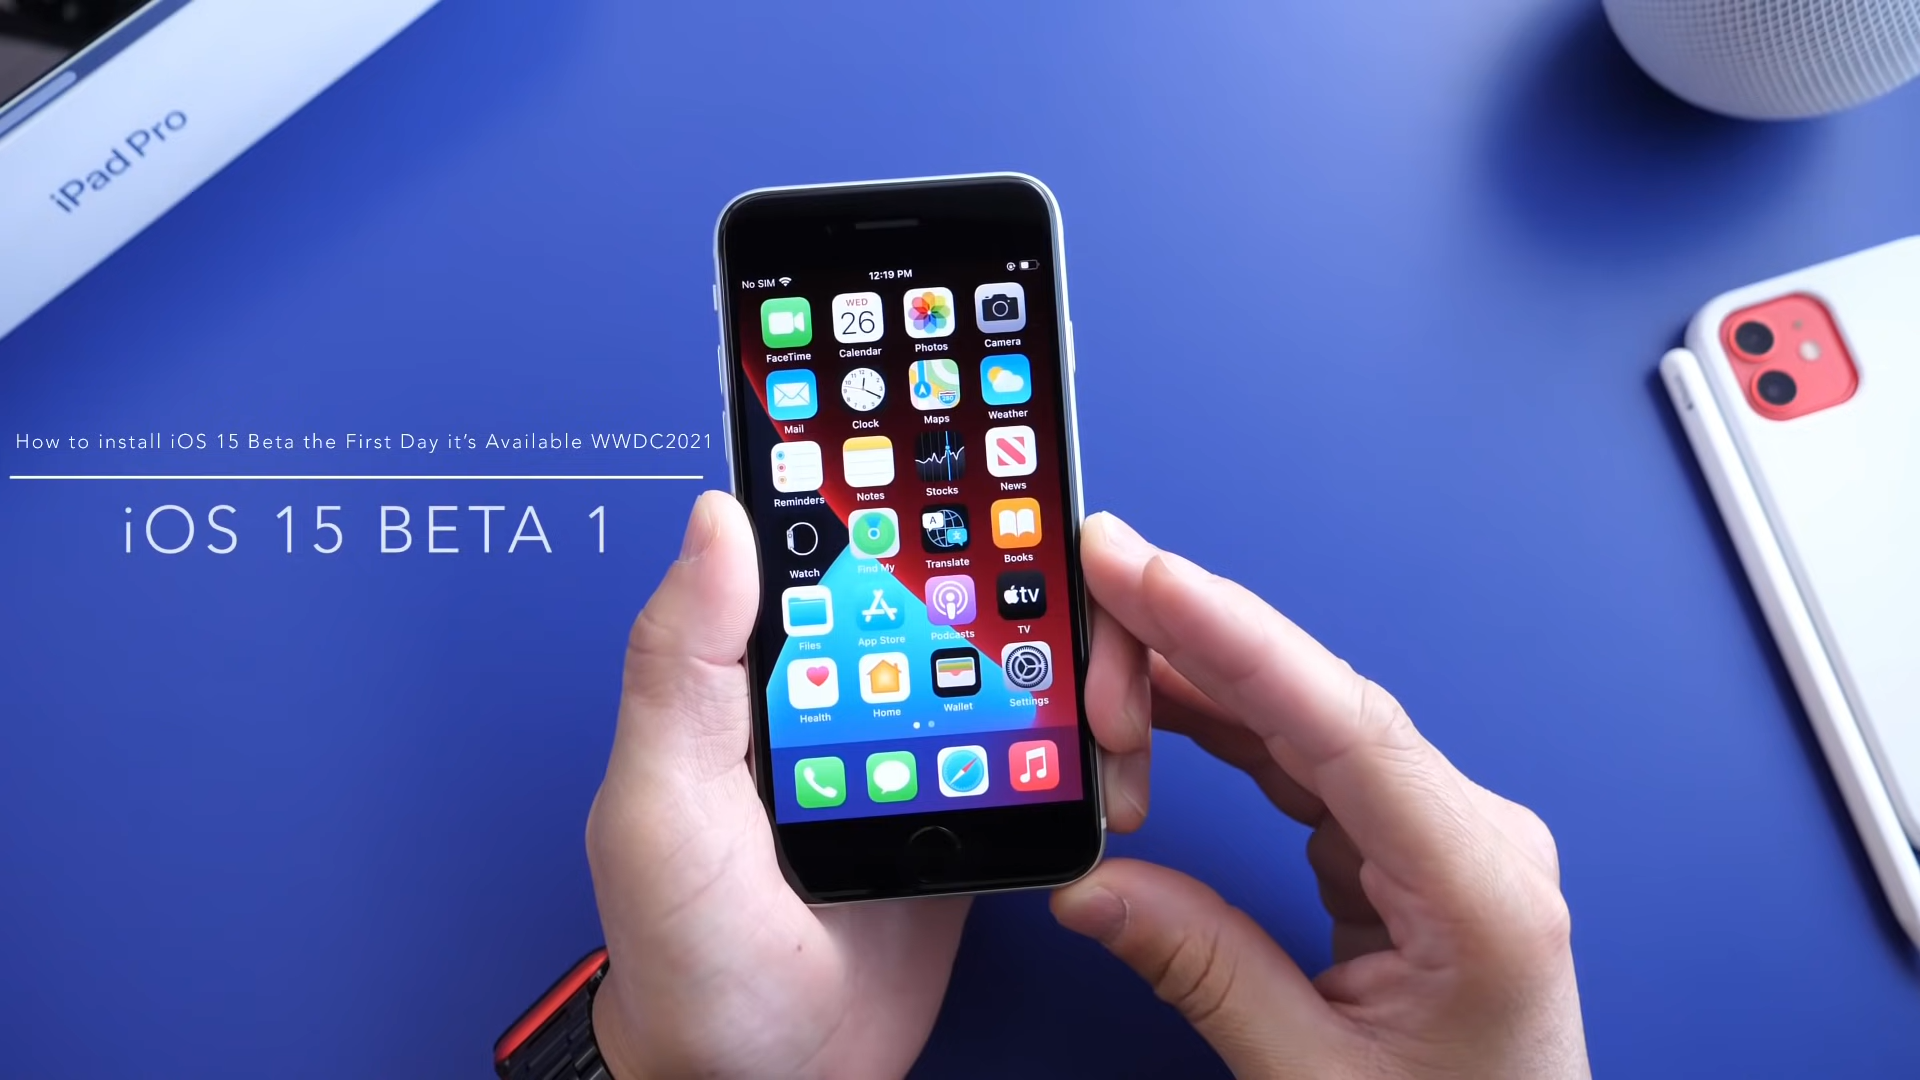 iPad Pro
No SIM
12:19 PM
WED
26
FaceTime
Calendar
Photos
Camera
Mail
Clock
Maps
Weather
Reminders
Notes
Stocks
News
Watch
Find My
Translate
Books
Files
App Store
Podcasts
tv
TV
Health
Home
Wallet
Settings
How to install iOS 15 Beta the First Day it’s Available WWDC2021
iOS 15 BETA 1